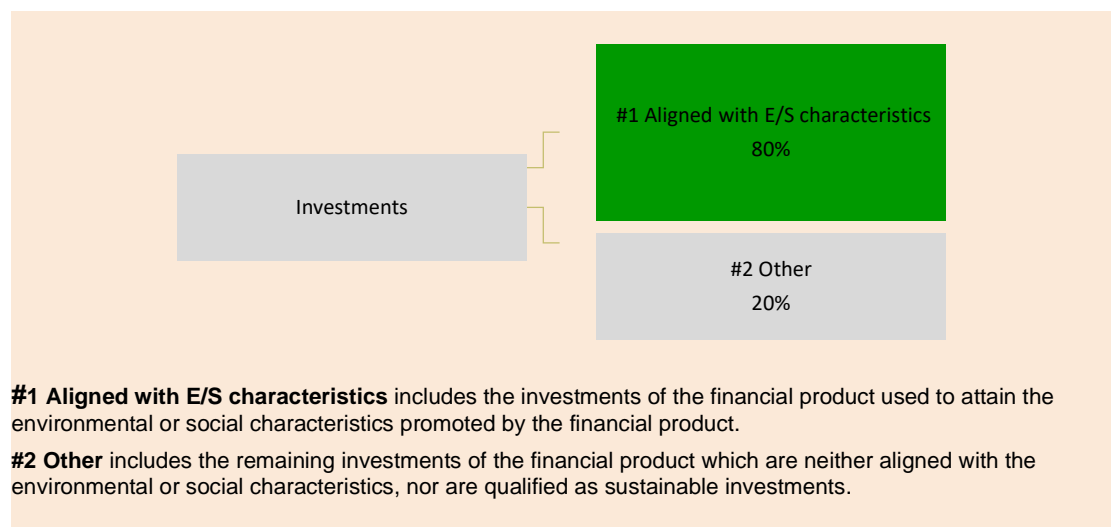 #1 Aligned with E/S characteristics
80%
Investments
#2 Other
20%
#1 Aligned with E/S characteristics includes the investments of the financial product used to attain the
environmental or social characteristics promoted by the financial product.
#2 Other includes the remaining investments of the financial product which are neither aligned with the
environmental or social characteristics, nor are qualified as sustainable investments.